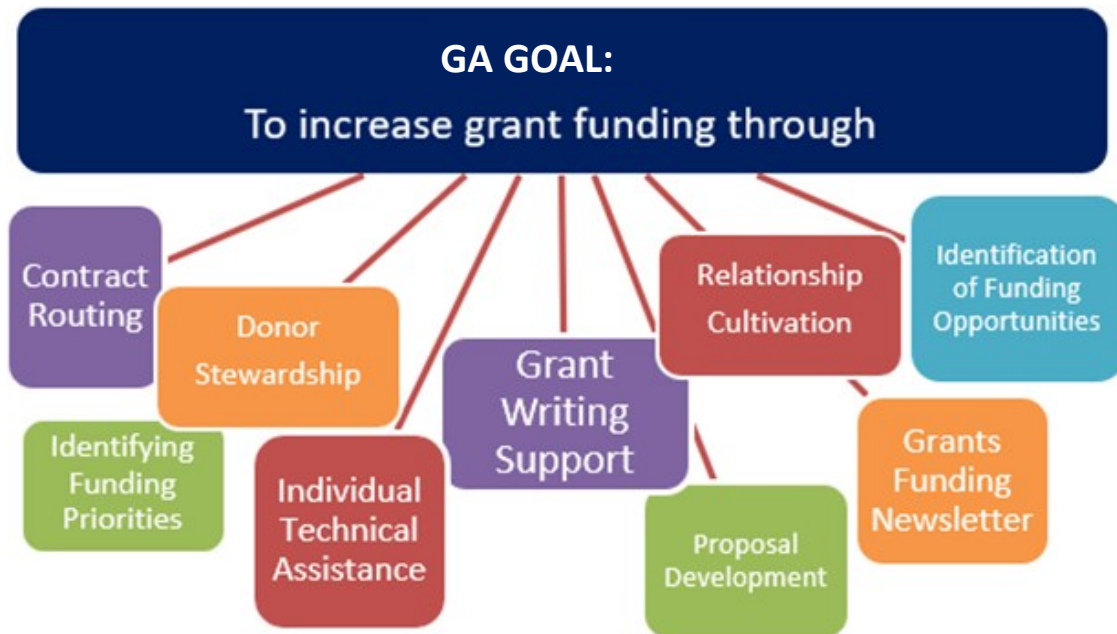 GA GOAL:
To increase grant funding through
Contract
Routing
Donor
Stewardship
Identifying
Funding
Priorities
Individual
Technical
Assistance
Grant
Writing
Support
Relationship
Cultivation
Proposal
Development
Identification
of Funding
Opportunities
Grants
Funding
Newsletter